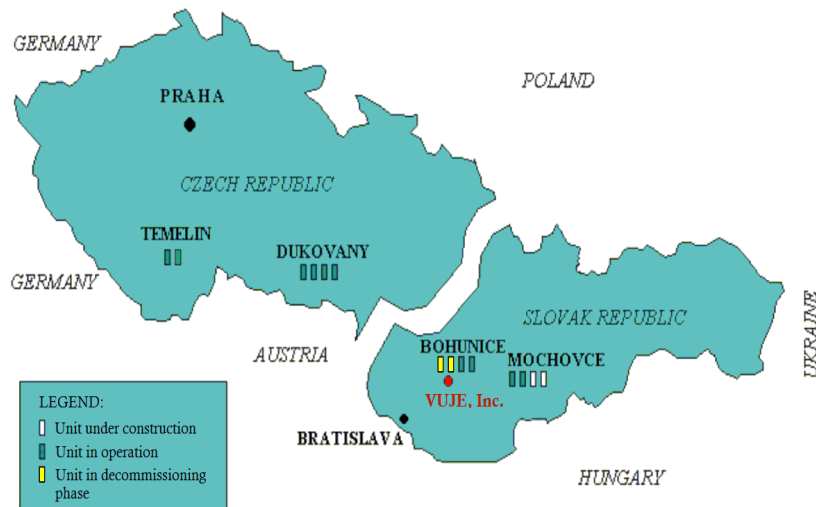 GERMANY
POLAND
PRAHA
CZECH REPUBLIC
TEMELIN
DUKOVANY
GERMANY
SLOVAK REPUBLIC
UKRAINE
AUSTRIA
BOHUNICE
MOCHOVCE
VUJE, Inc.
BRATISLAVA
HUNGARY
LEGEND:
Unit under construction
Unit in operation
Unit in decommissioning
phase